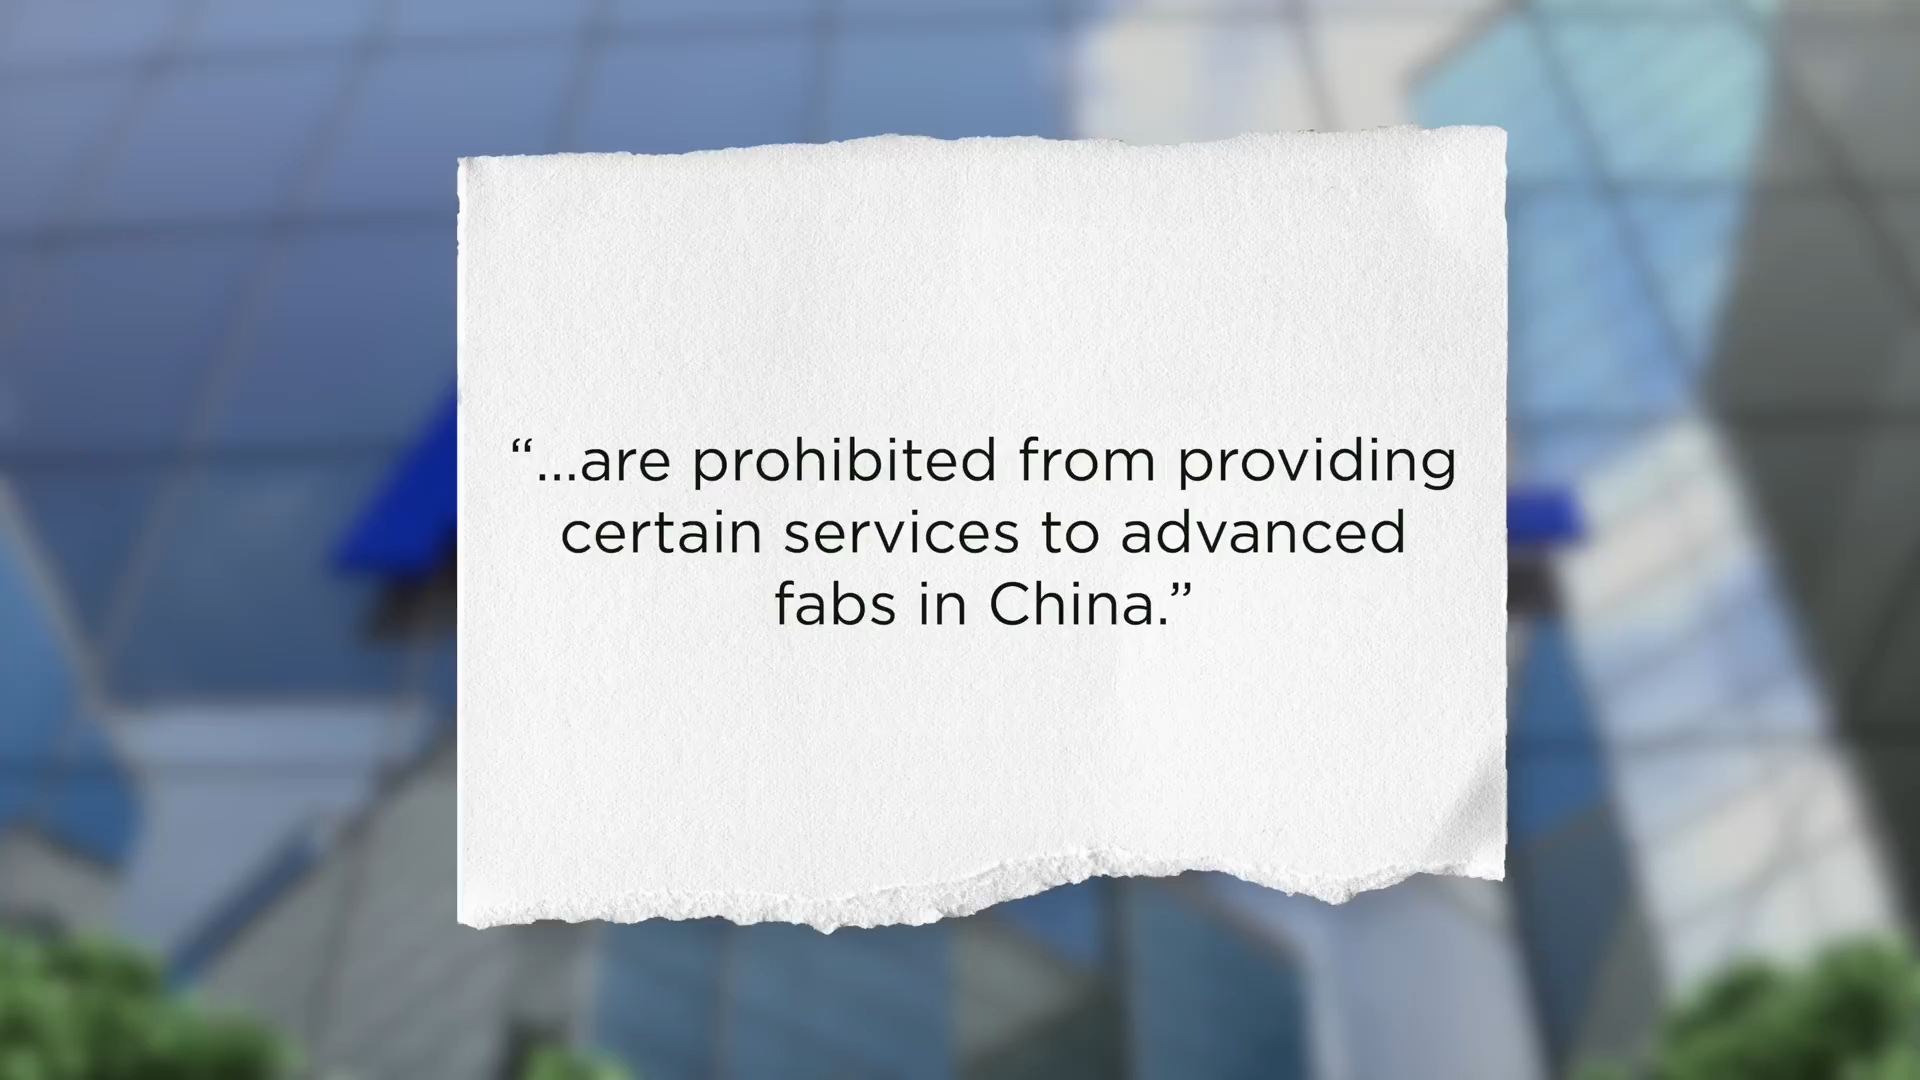 “...are prohibited from providing
certain services to advanced
fabs in China.”